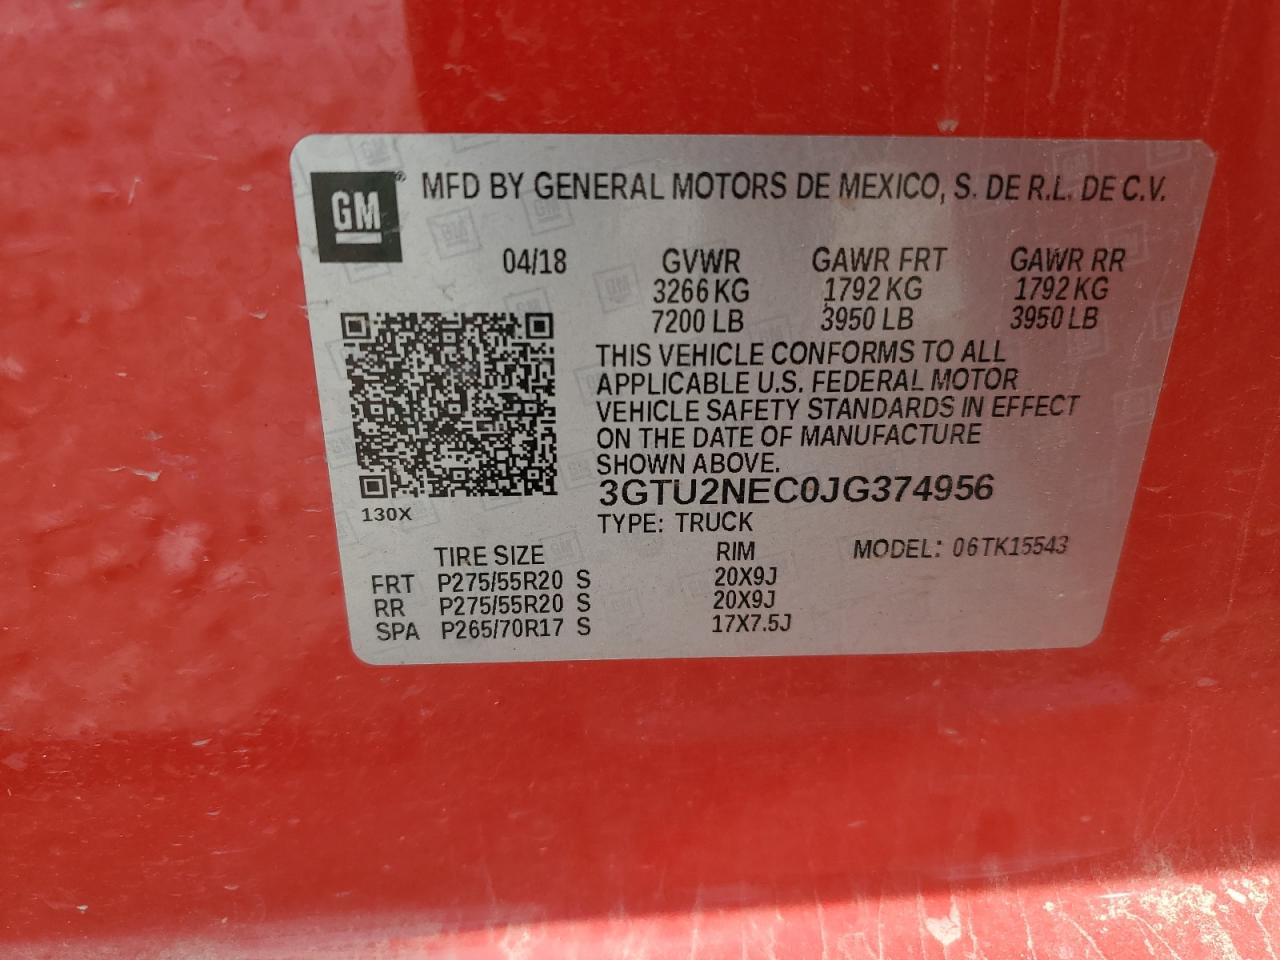 GM® MFD BY GENERAL MOTORS DE MEXICO, S. DE R.L. DE C.V.
04/18 GVWR GAWR FRT GAWR RR
3266 KG 1792 KG 1792 KG
7200 LB 3950 LB 3950 LB
THIS VEHICLE CONFORMS TO ALL
APPLICABLE U.S. FEDERAL MOTOR
VEHICLE SAFETY STANDARDS IN EFFECT
ON THE DATE OF MANUFACTURE
SHOWN ABOVE.
3GTU2NEC0JG374956
130X
TYPE: TRUCK
TIRE SIZE RIM MODEL: 06TK15543
FRT P275/55R20 S 20X9J
RR P275/55R20 S 20X9J
SPA P265/70R17 S 17X7.5J